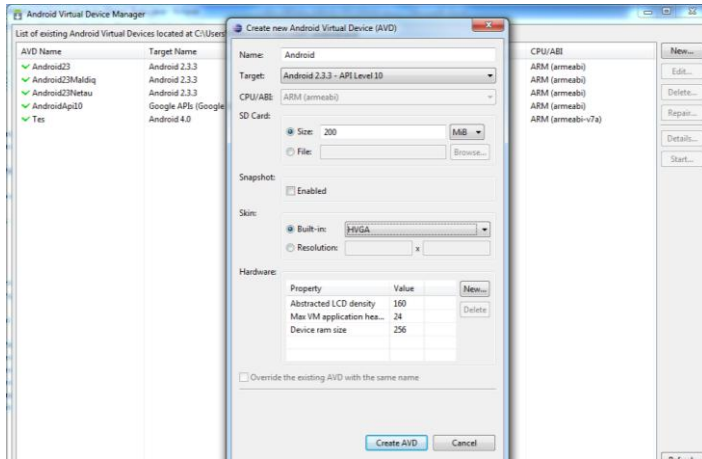 Android Virtual Device Manager
List of existing Android Virtual Devices located at C:\Users
AVD Name Target Name CPU/ABI
Android23 Android 2.3.3 ARM (armeabi)
Android23Maldiq Android 2.3.3 ARM (armeabi)
Android23Netau Android 2.3.3 ARM (armeabi)
AndroidApi10 Google APIs (Google ARM (armeabi)
Tes Android 4.0 ARM (armeabi-v7a)
New...
Edit...
Delete...
Repair...
Details...
Start...
Create new Android Virtual Device (AVD)
Name: Android
Target: Android 2.3.3 - API Level 10
CPU/ABI: ARM (armeabi)
SD Card:
Size: 200 MiB
File: Browse...
Snapshot:
Enabled
Skin:
Built-in: HVGA
Resolution: x
Hardware:
Property Value New...
Abstracted LCD density 160 Delete
Max VM application hea... 24
Device ram size 256
Override the existing AVD with the same name
Create AVD Cancel